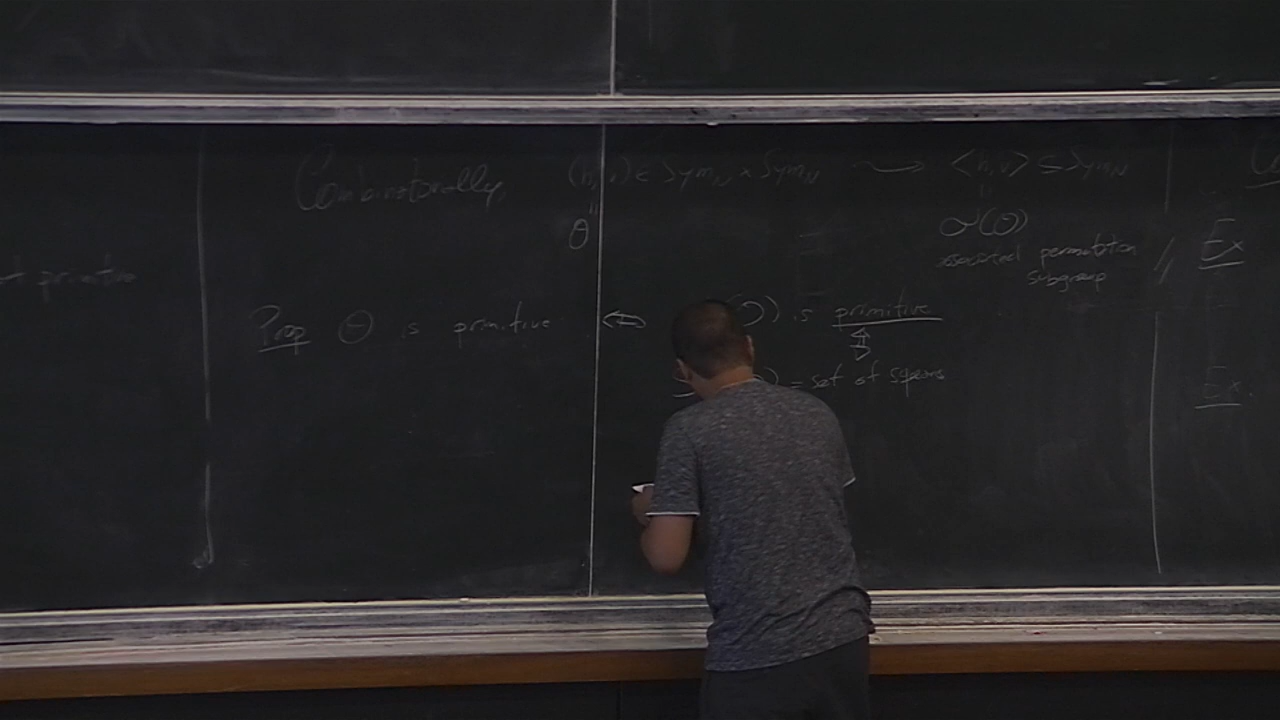 Combinatorially, (h,v) ∈ Sym_N × Sym_N ⇝ <h,v> ≤ Sym_N
θ
σ(Θ)
associated permutation
subgroup
Ex
primitive
Prop Θ is primitive ⇔ is primitive
= set of squares
Ex.